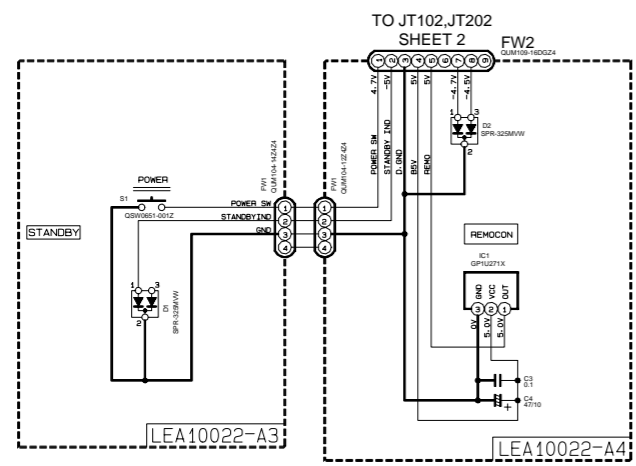 TO JT102,JT202
SHEET 2
FW2
QUM109-16DGZ4
1 2 3 4 5 6 7 8 9
4.7V
-5V
5V
5V
-4.7V
-4.5V
POWER SW
STANDBY IND
D.GND
B5V
REMO
1 3
D2
SPR-325MVW
2
POWER
S1
QSW0651-001Z
STANDBY
1 3
D1
SPR-325MVW
2
POWER SW
STANDBYIND
GND
FW1
QUM104-14Z4Z4
1
2
3
4
FW1
QUM104-12Z4Z4
1
2
3
4
REMOCON
IC1
GP1U271X
GND
VCC
OUT
3 2 1
0V
5.0V
5.0V
C3
0.1
C4
47/10
+
LEA10022-A3
LEA10022-A4